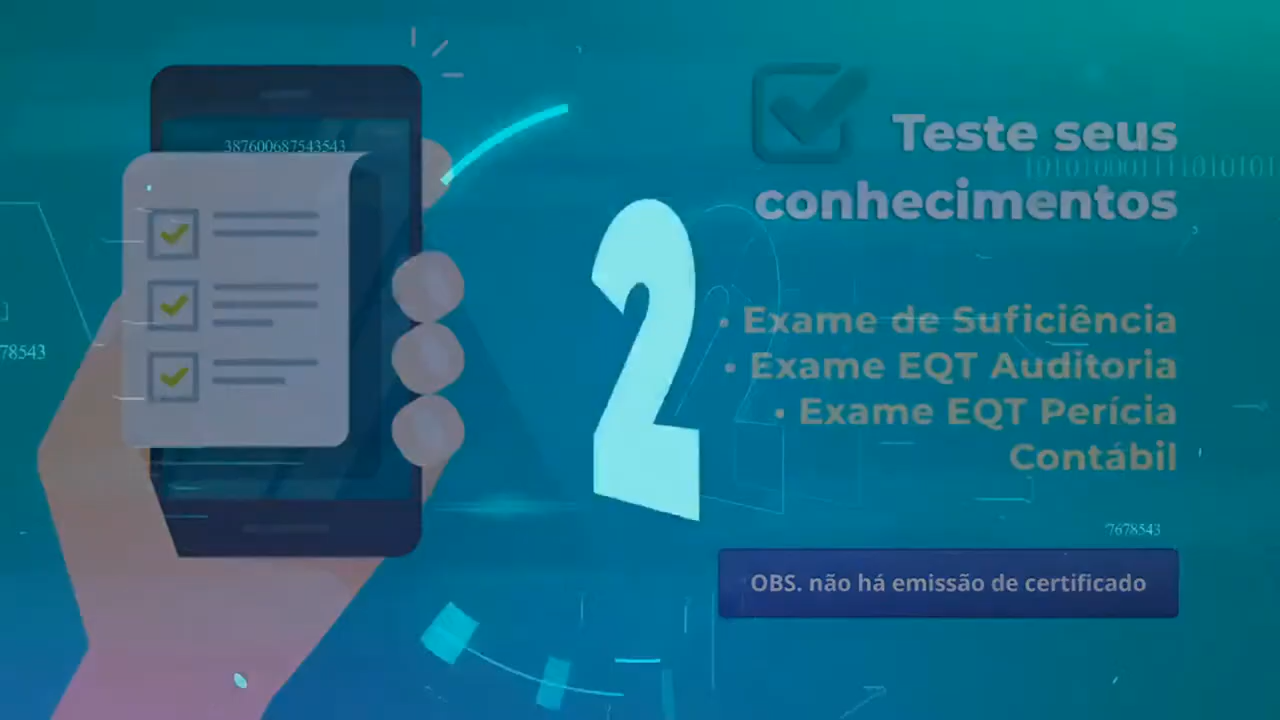 387600687543543
Teste seus
101010001111010101
conhecimentos
2
• Exame de Suficiência
• Exame EQT Auditoria
78543
• Exame EQT Perícia
Contábil
7678543
OBS. não há emissão de certificado